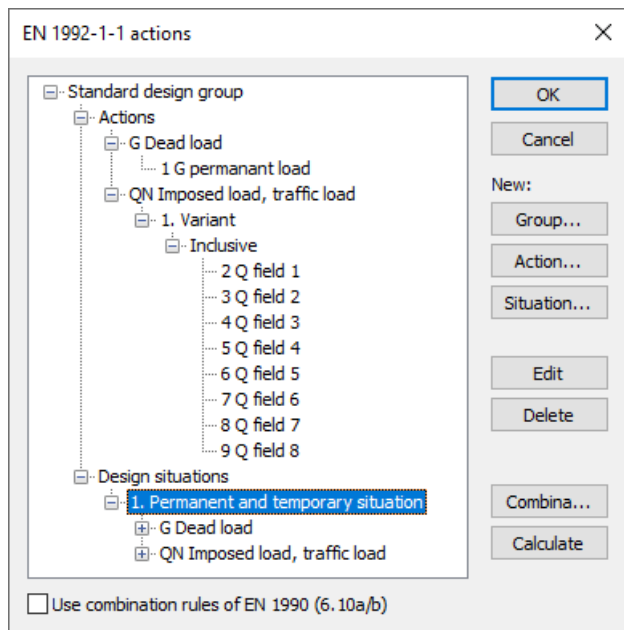 EN 1992-1-1 actions
Standard design group
Actions
G Dead load
1 G permanant load
QN Imposed load, traffic load
1. Variant
Inclusive
2 Q field 1
3 Q field 2
4 Q field 3
5 Q field 4
6 Q field 5
7 Q field 6
8 Q field 7
9 Q field 8
Design situations
1. Permanent and temporary situation
G Dead load
QN Imposed load, traffic load
OK
Cancel
New:
Group...
Action...
Situation...
Edit
Delete
Combina...
Calculate
Use combination rules of EN 1990 (6.10a/b)